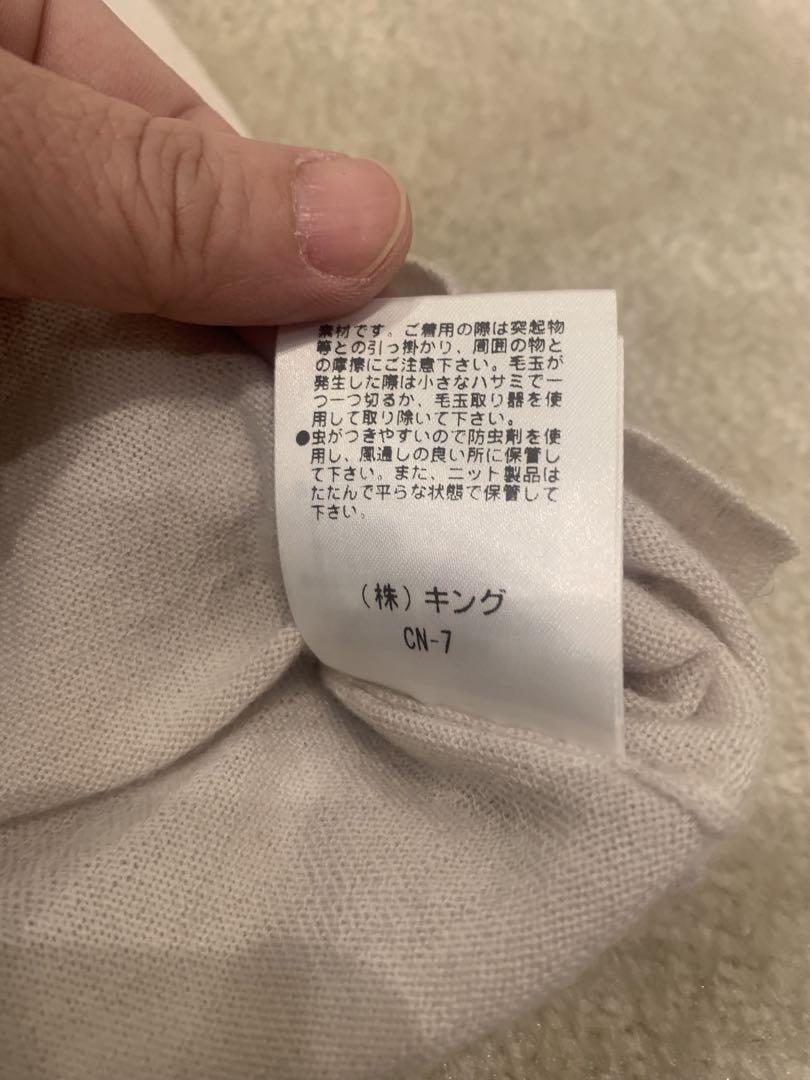 素材です。ご着用の際は突起物
等との引っ掛かり、周囲の物と
の摩擦にご注意下さい。毛玉が
発生した際は小さなハサミで一
つ一つ切るか、毛玉取り器を使
用して取り除いて下さい。
●虫がつきやすいので防虫剤を使
用し、風通しの良い所に保管し
て下さい。また、ニット製品は
たたんで平らな状態で保管して
下さい。
(株)キング
CN-7